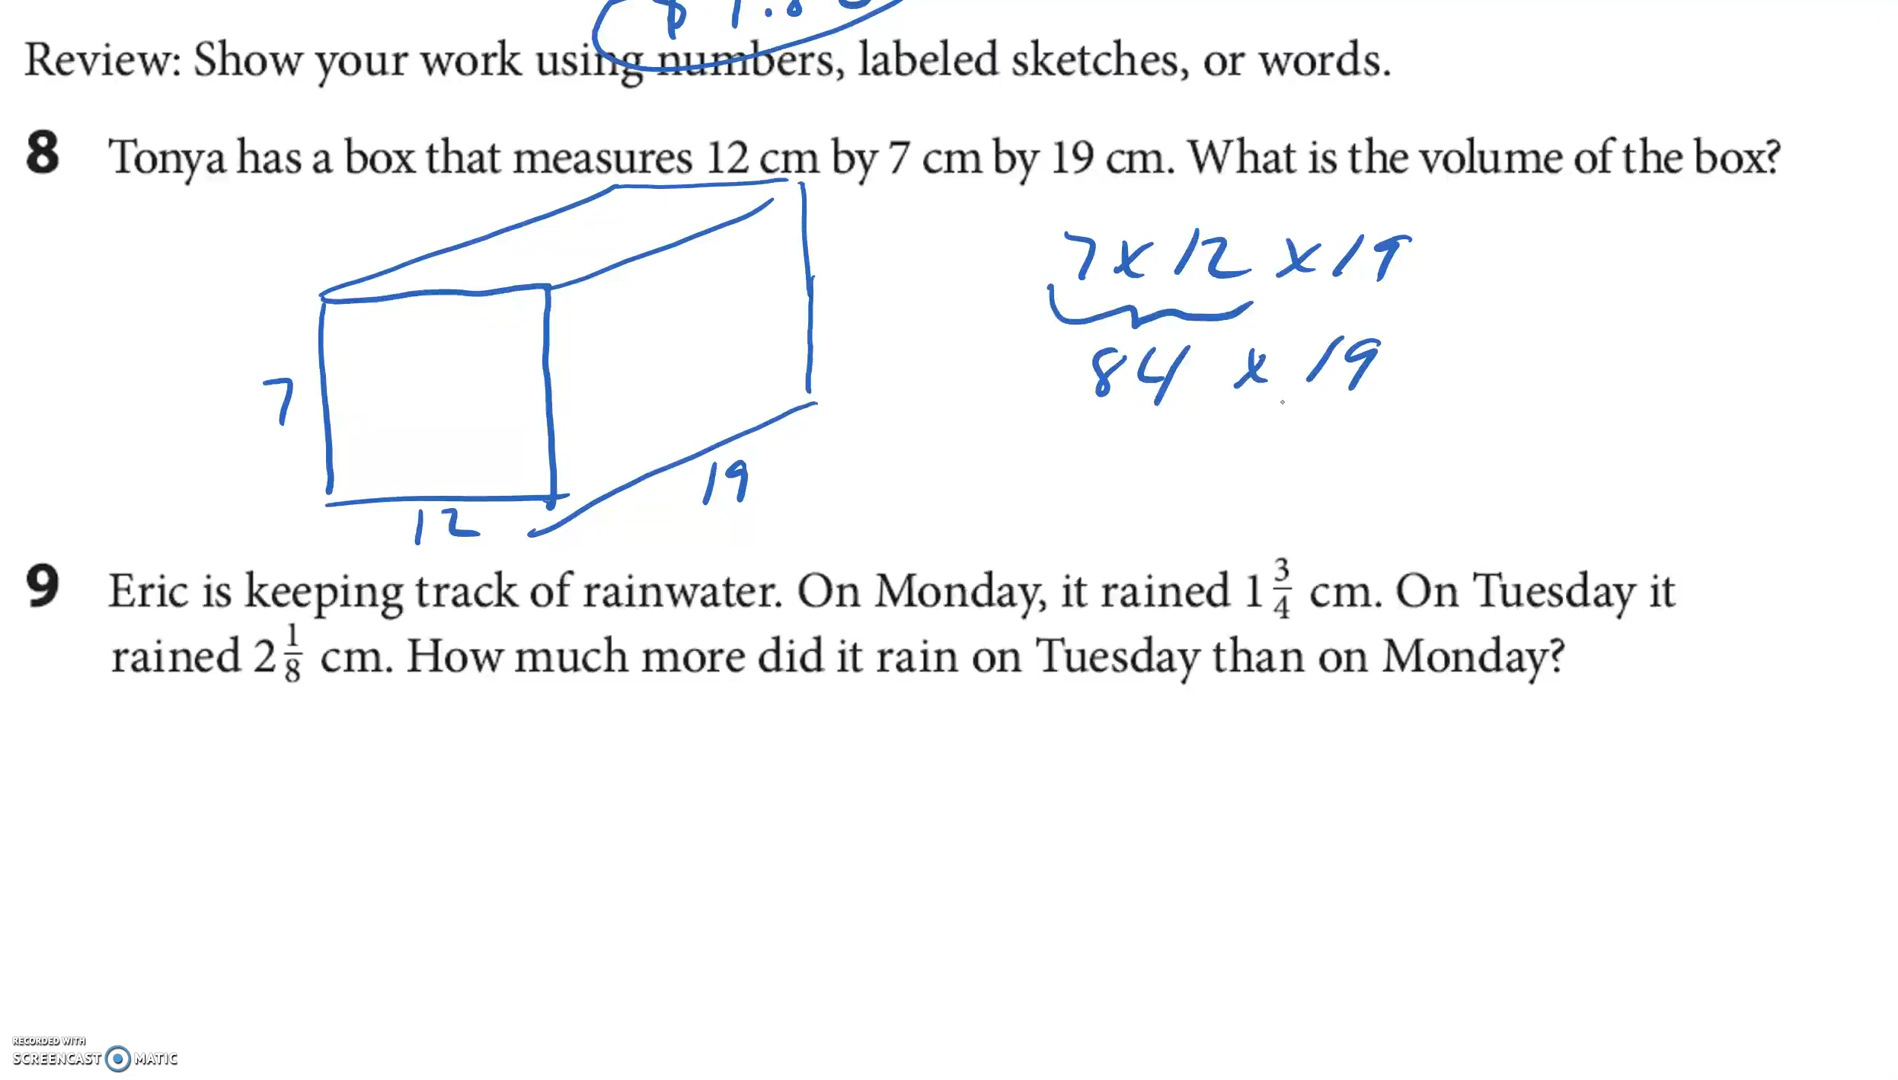 Review: Show your work using numbers, labeled sketches, or words.
8 Tonya has a box that measures 12 cm by 7 cm by 19 cm. What is the volume of the box?
7 x 12 x 19
84 x 19
7
19
12
9 Eric is keeping track of rainwater. On Monday, it rained 1 3/4 cm. On Tuesday it
rained 2 1/8 cm. How much more did it rain on Tuesday than on Monday?
RECORDED WITH
SCREENCAST MATIC